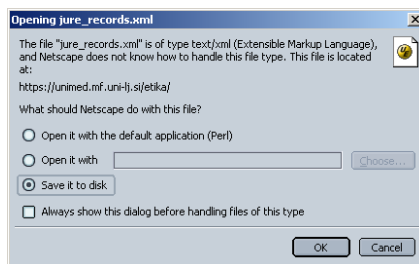 Opening jure_records.xml
The file "jure_records.xml" is of type text/xml (Extensible Markup Language),
and Netscape does not know how to handle this file type. This file is located
at:
https://unimed.mf.uni-lj.si/etika/
What should Netscape do with this file?
Open it with the default application (Perl)
Open it with
Choose...
Save it to disk
Always show this dialog before handling files of this type
OK
Cancel